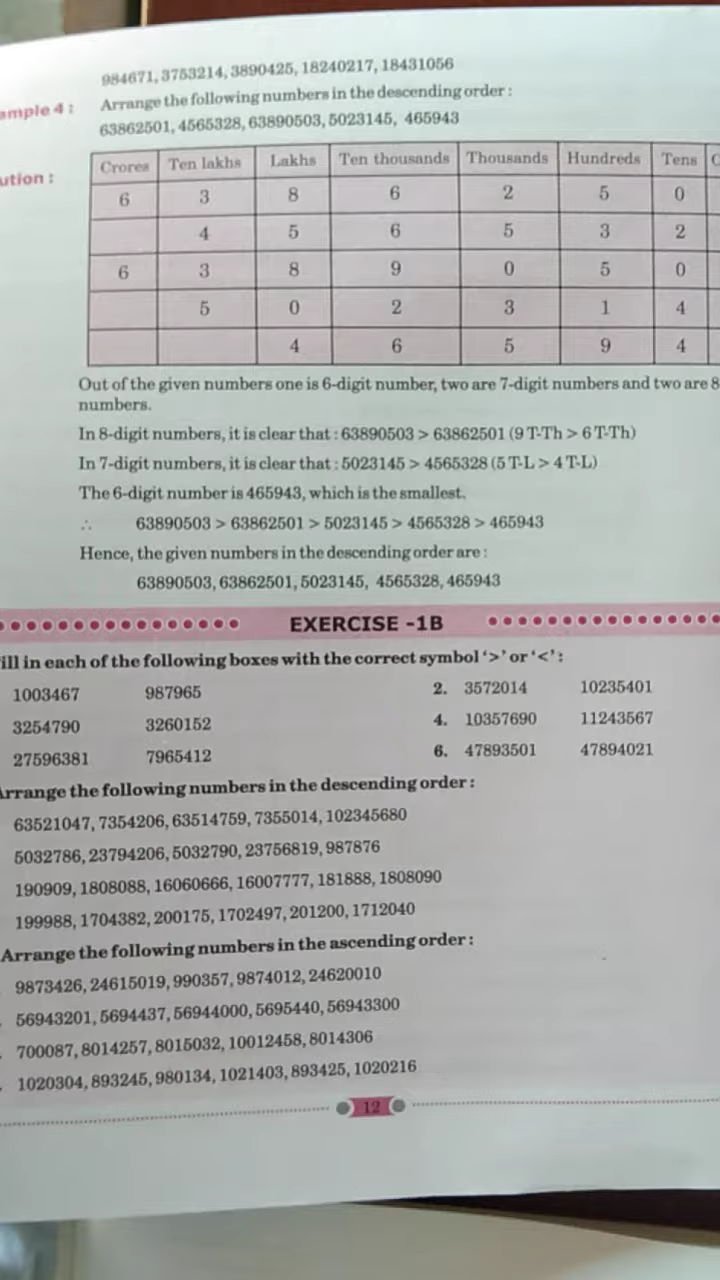 984671, 3753214, 3890425, 18240217, 18431056
ample 4 : Arrange the following numbers in the descending order :
63862501, 4565328, 63890503, 5023145, 465943
ution :
Crores Ten lakhs Lakhs Ten thousands Thousands Hundreds Tens
6 3 8 6 2 5 0
4 5 6 5 3 2
6 3 8 9 0 5 0
5 0 2 3 1 4
4 6 5 9 4
Out of the given numbers one is 6-digit number, two are 7-digit numbers and two are 8
numbers.
In 8-digit numbers, it is clear that : 63890503 > 63862501 (9 T-Th > 6 T-Th)
In 7-digit numbers, it is clear that : 5023145 > 4565328 (5 T-L > 4 T-L)
The 6-digit number is 465943, which is the smallest.
∴ 63890503 > 63862501 > 5023145 > 4565328 > 465943
Hence, the given numbers in the descending order are :
63890503, 63862501, 5023145, 4565328, 465943
EXERCISE -1B
ill in each of the following boxes with the correct symbol '>' or '<' :
1003467 987965 2. 3572014 10235401
3254790 3260152 4. 10357690 11243567
27596381 7965412 6. 47893501 47894021
Arrange the following numbers in the descending order :
63521047, 7354206, 63514759, 7355014, 102345680
5032786, 23794206, 5032790, 23756819, 987876
190909, 1808088, 16060666, 16007777, 181888, 1808090
199988, 1704382, 200175, 1702497, 201200, 1712040
Arrange the following numbers in the ascending order :
9873426, 24615019, 990357, 9874012, 24620010
56943201, 5694437, 56944000, 5695440, 56943300
700087, 8014257, 8015032, 10012458, 8014306
1020304, 893245, 980134, 1021403, 893425, 1020216
12